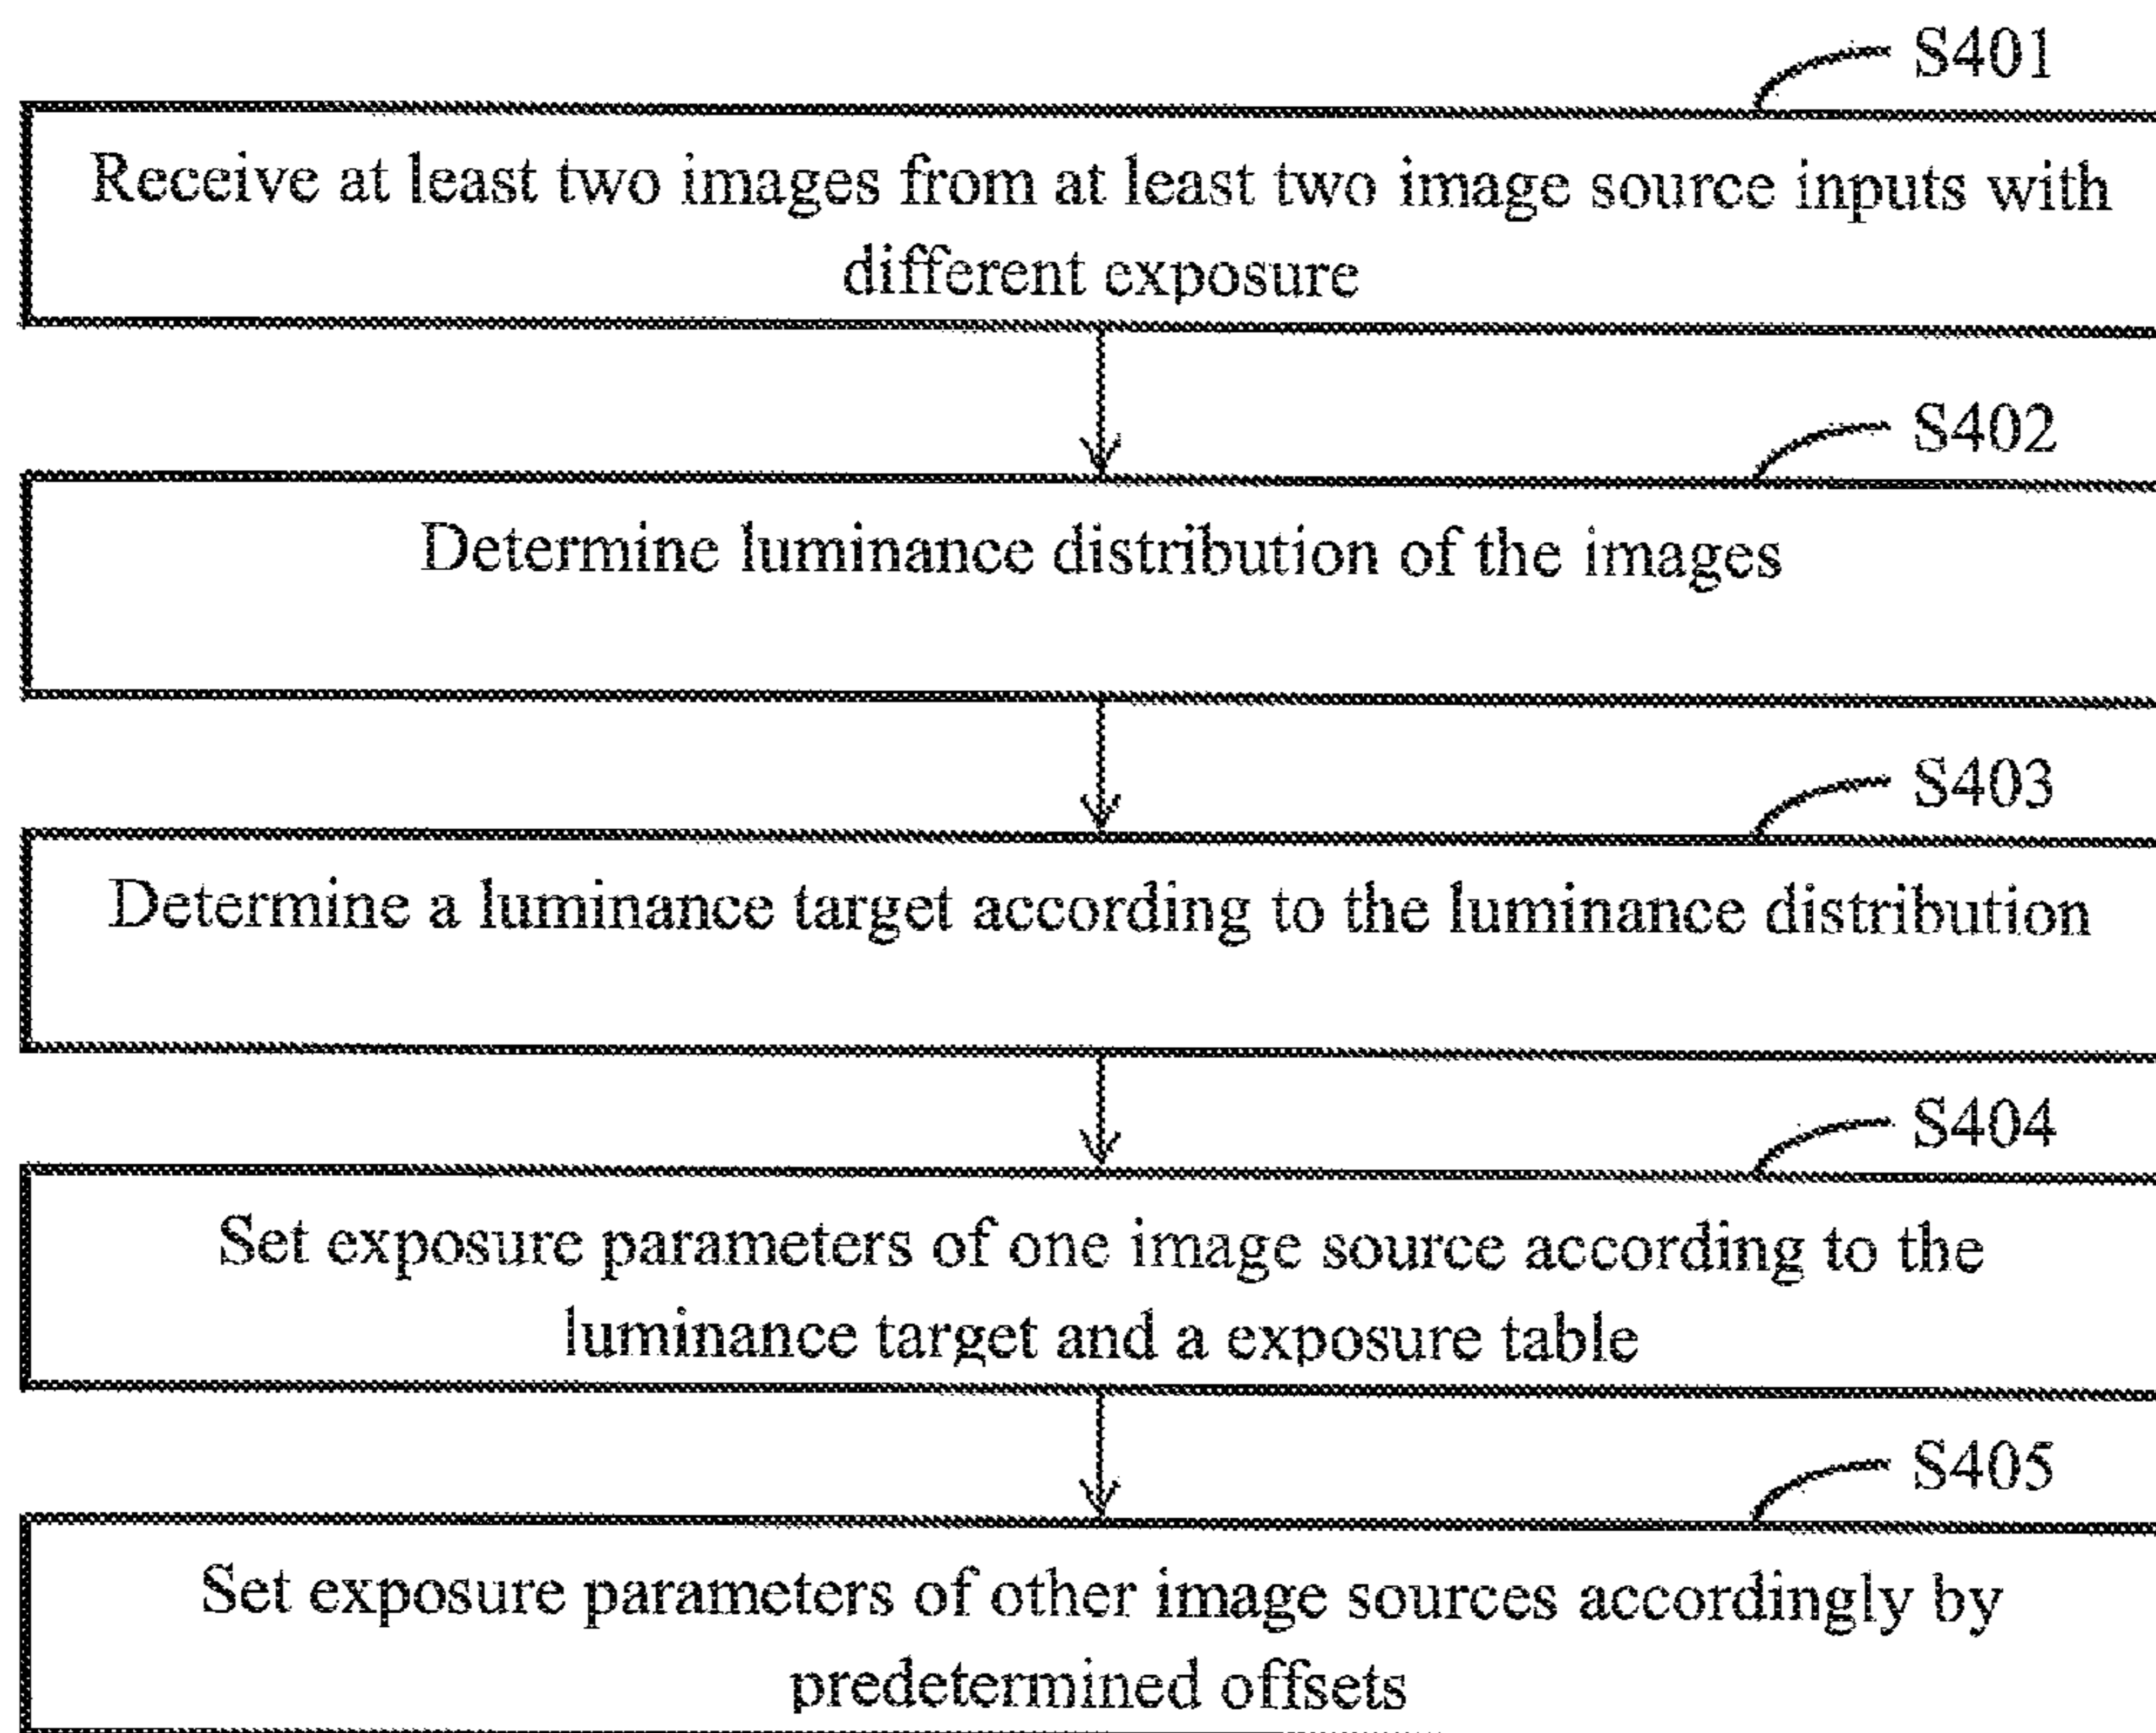 S401
Receive at least two images from at least two image source inputs with
different exposure
S402
Determine luminance distribution of the images
S403
Determine a luminance target according to the luminance distribution
S404
Set exposure parameters of one image source according to the
luminance target and a exposure table
S405
Set exposure parameters of other image sources accordingly by
predetermined offsets